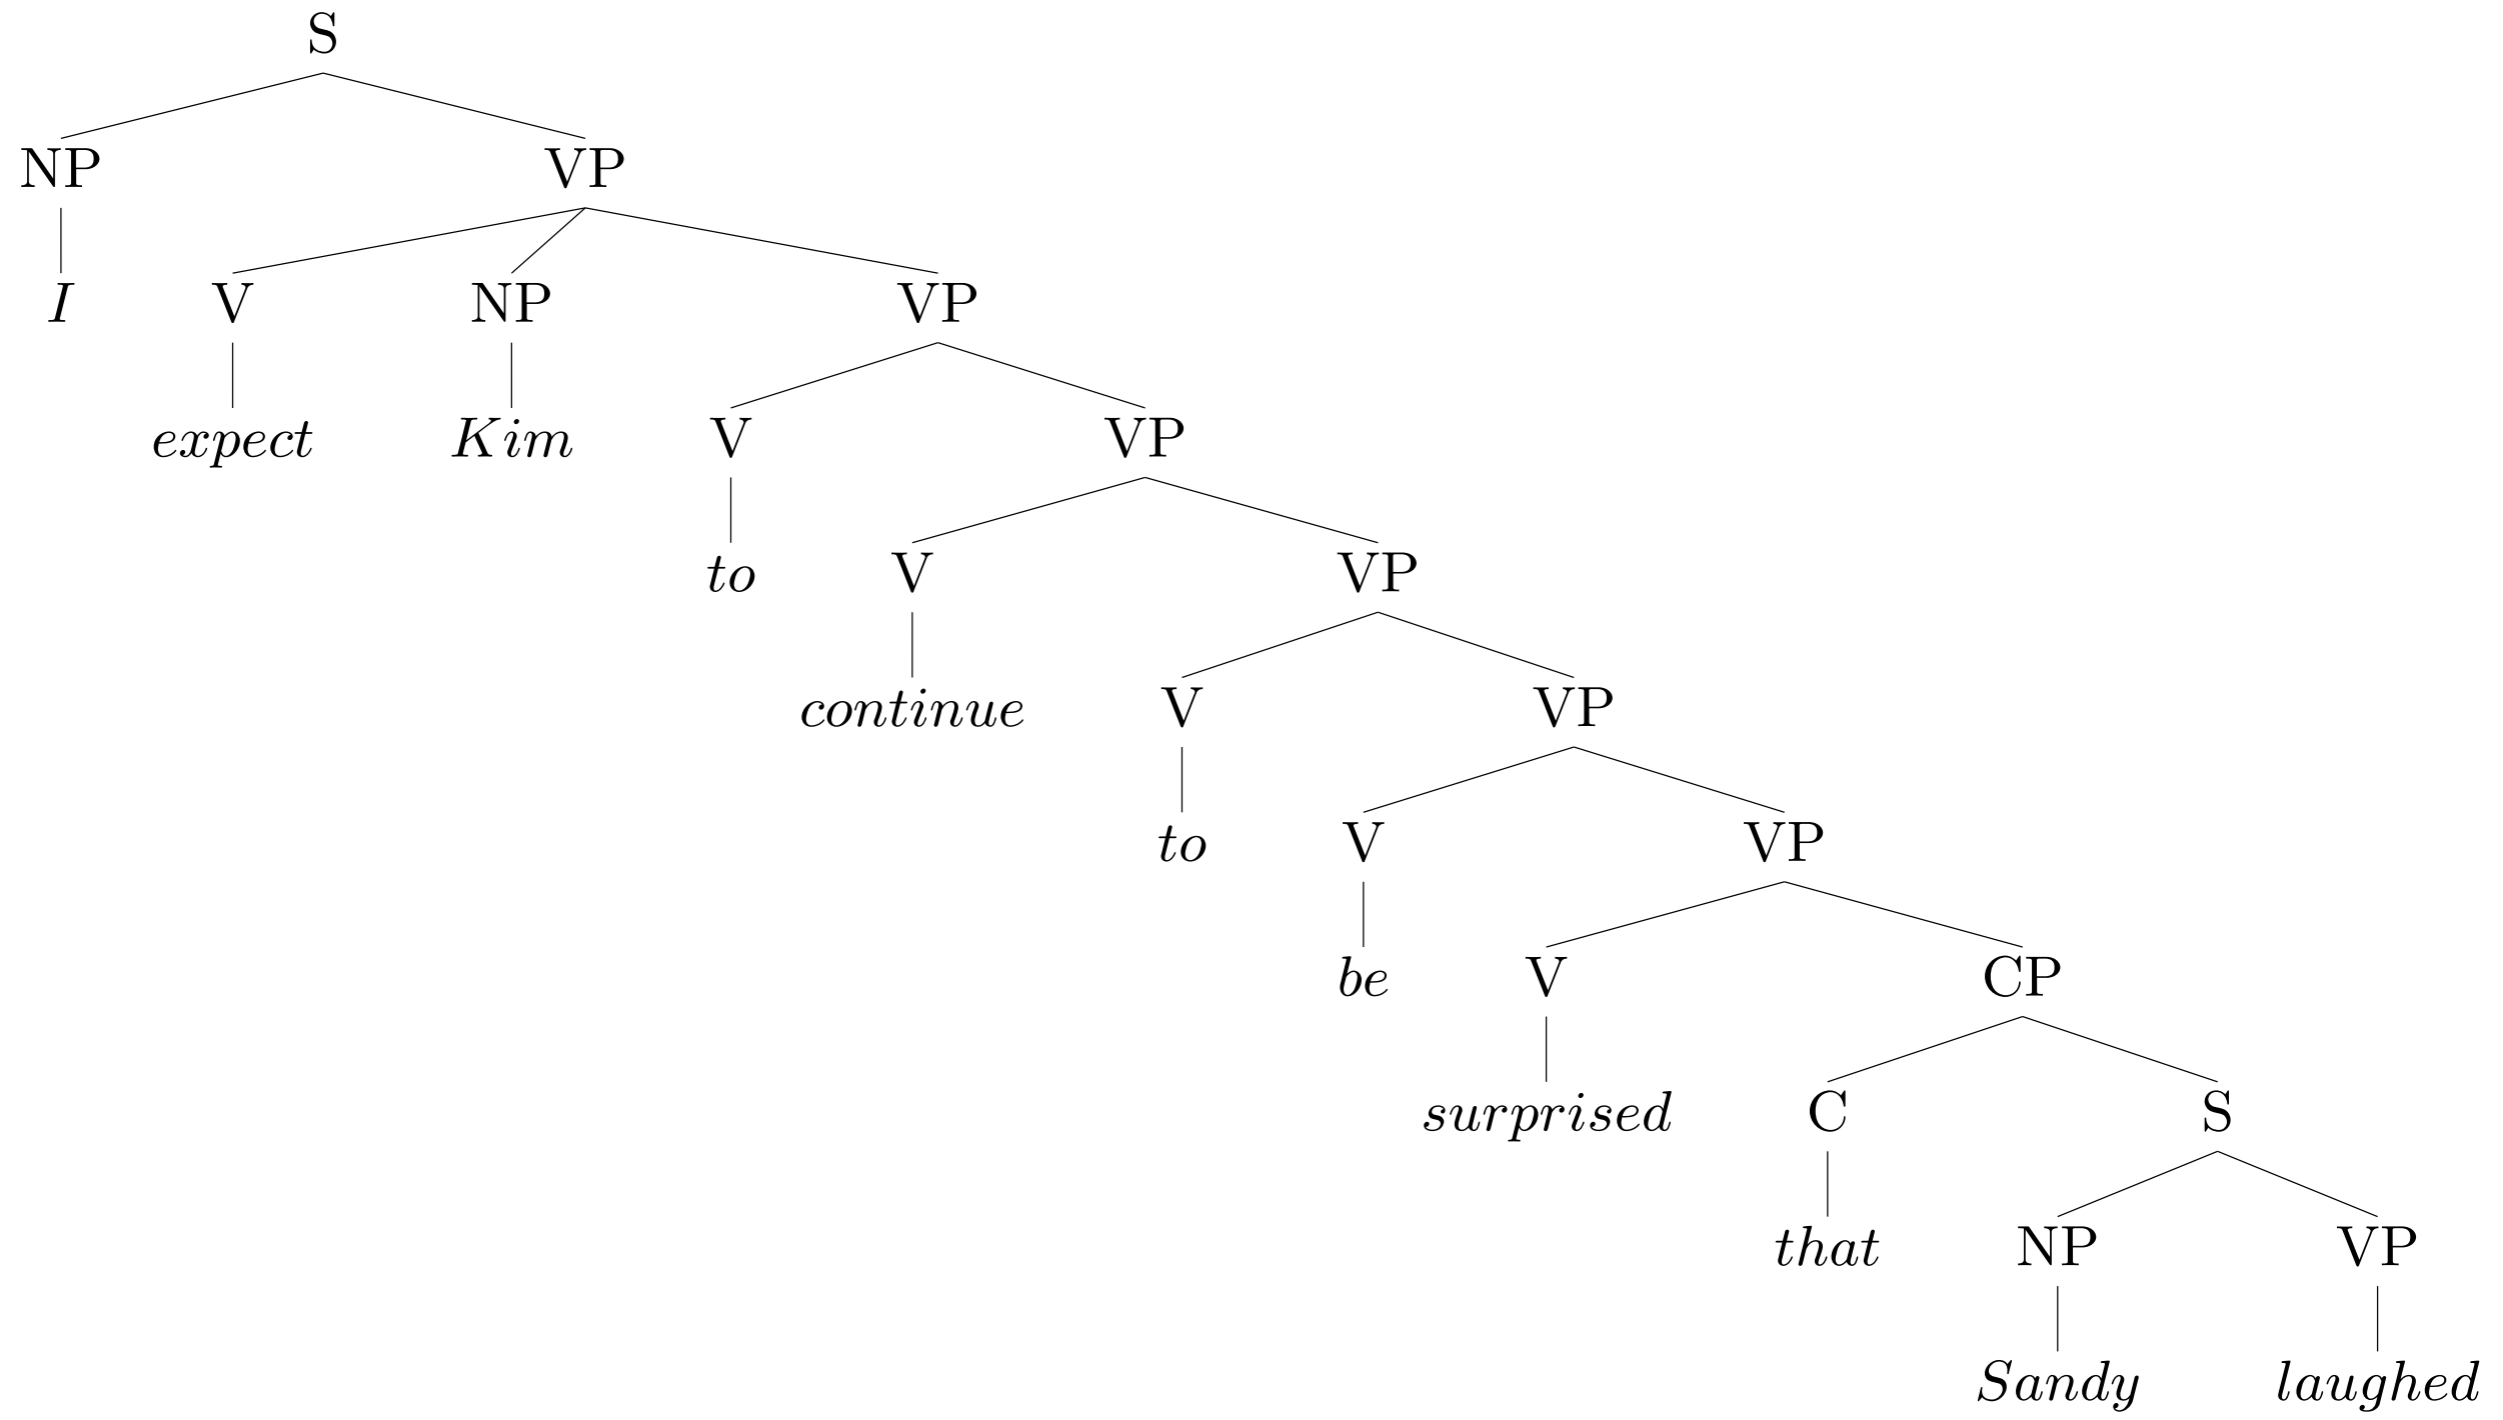 S
NP VP
I V NP VP
expect Kim V VP
to V VP
continue V VP
to V VP
be V CP
surprised C S
that NP VP
Sandy laughed